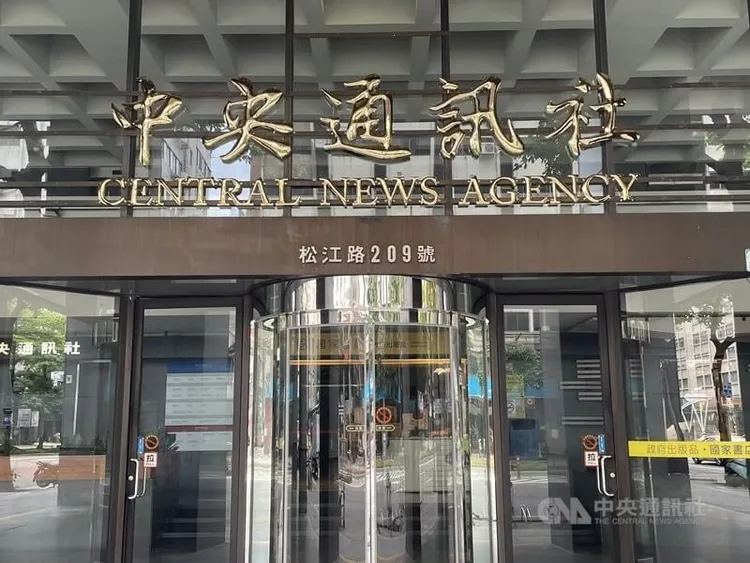 中央通訊社
CENTRAL NEWS AGENCY
松江路209號
央通訊社
拉
拉
政府出版品・國家書店
CNA 中央通訊社
THE CENTRAL NEWS AGENCY